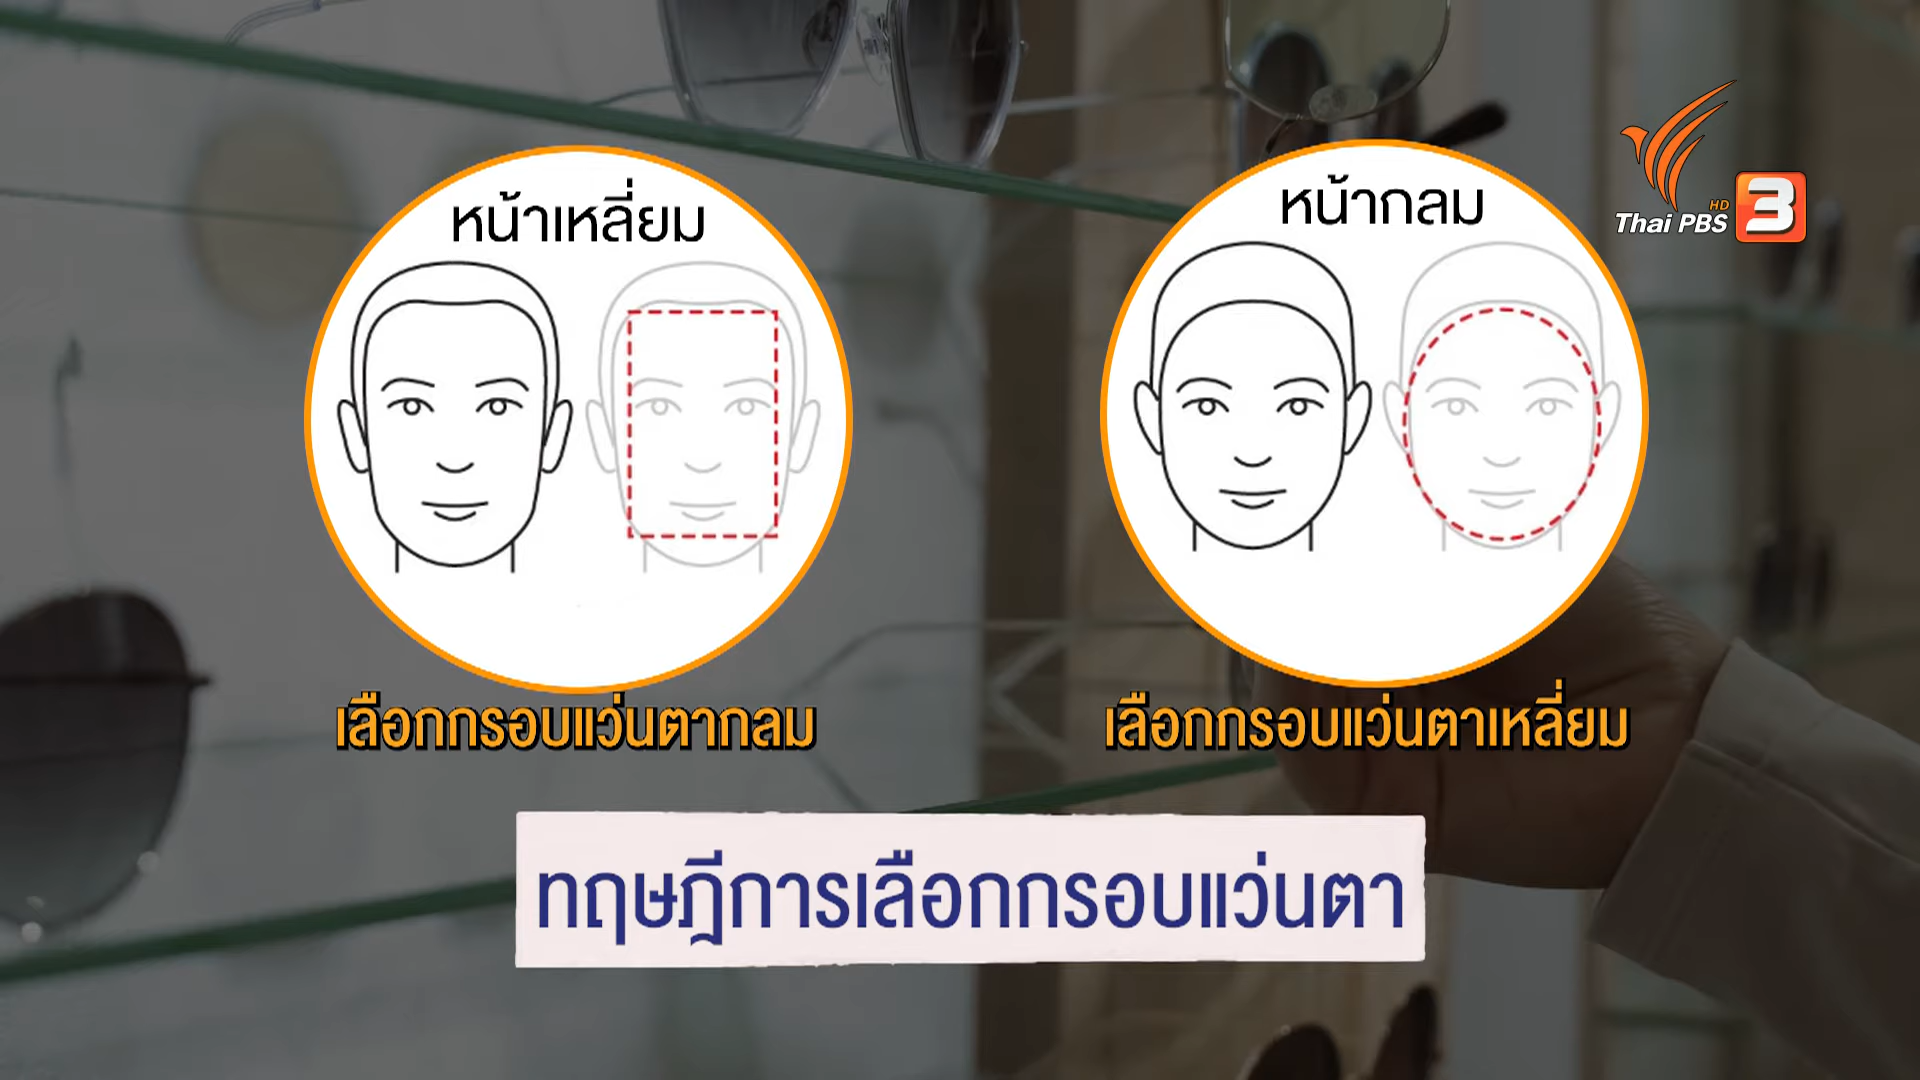 หน้าเหลี่ยม
หน้ากลม
HD
Thai PBS 3
เลือกกรอบแว่นตากลม
เลือกกรอบแว่นตาเหลี่ยม
ทฤษฎีการเลือกกรอบแว่นตา